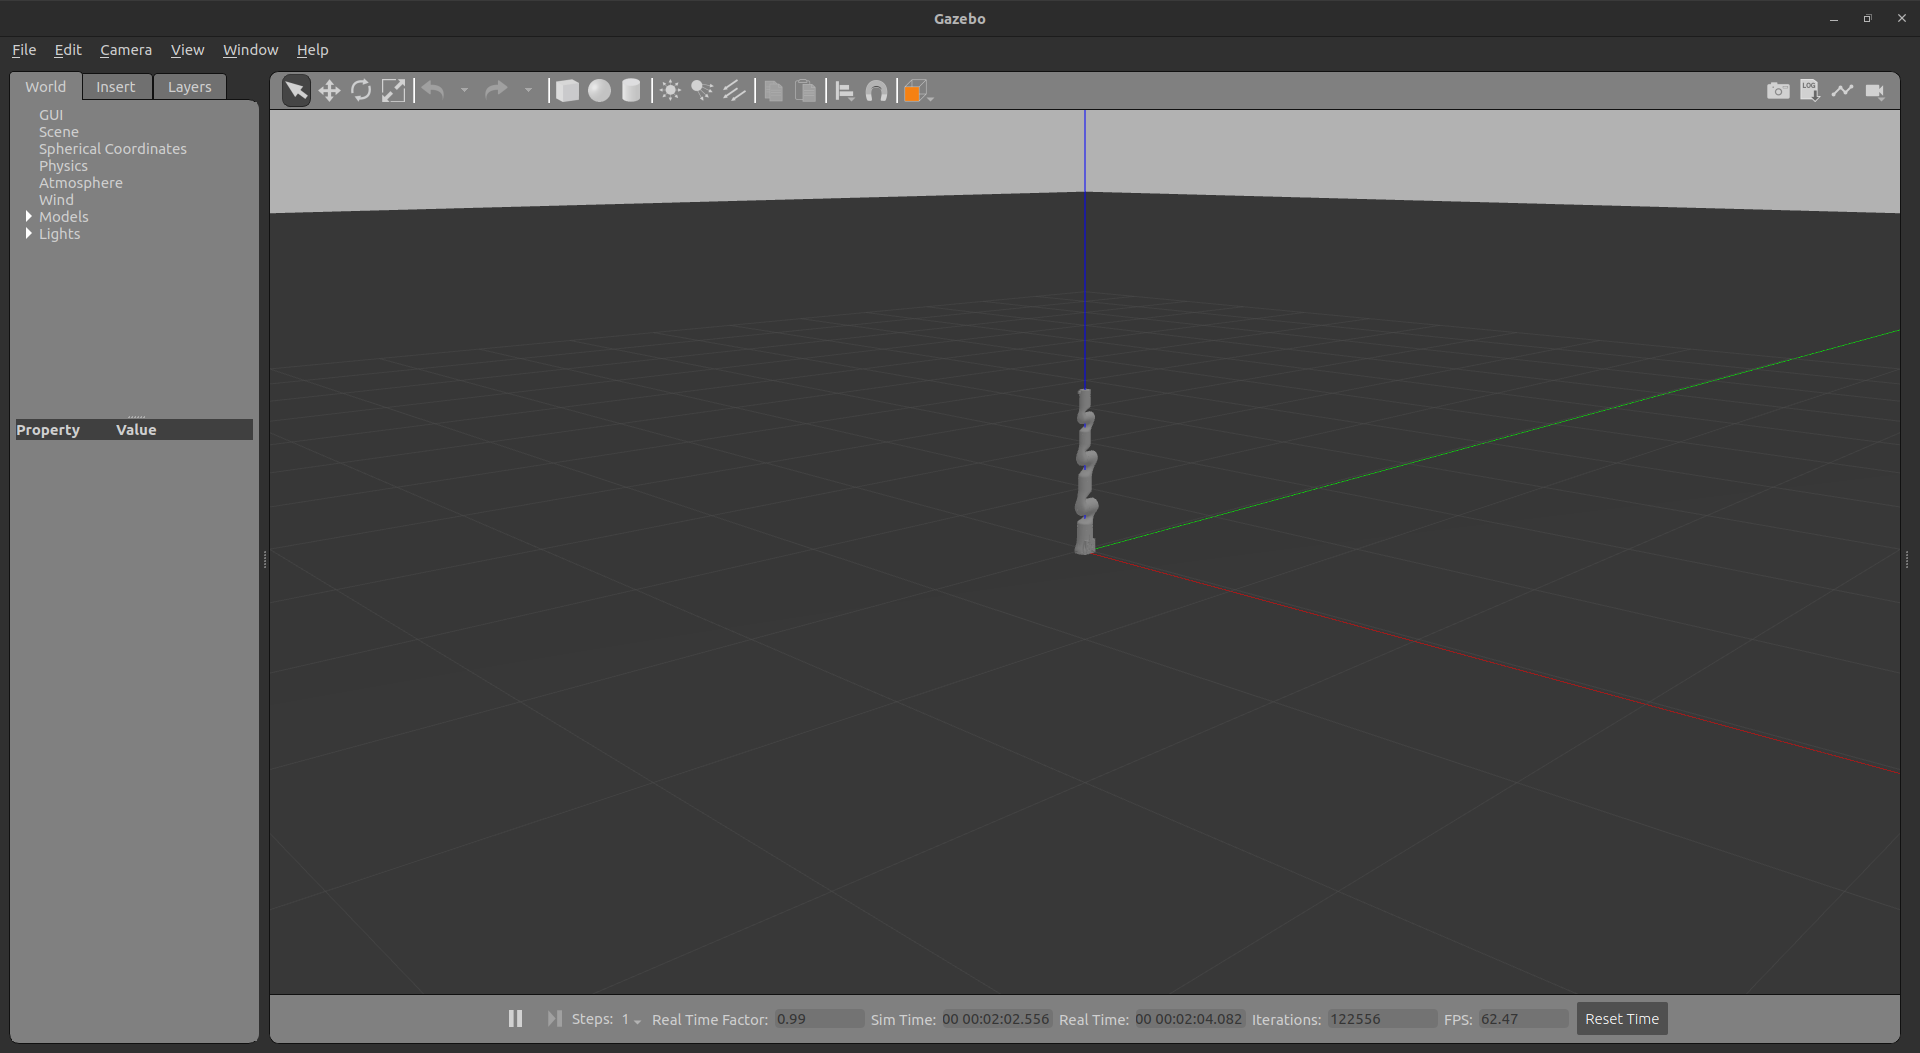 Gazebo
File Edit Camera View Window Help
World Insert Layers
LOG
GUI
Scene
Spherical Coordinates
Physics
Atmosphere
Wind
Models
Lights
Property Value
Steps: 1 Real Time Factor: 0.99 Sim Time: 00 00:02:02.556 Real Time: 00 00:02:04.082 Iterations: 122556 FPS: 62.47 Reset Time